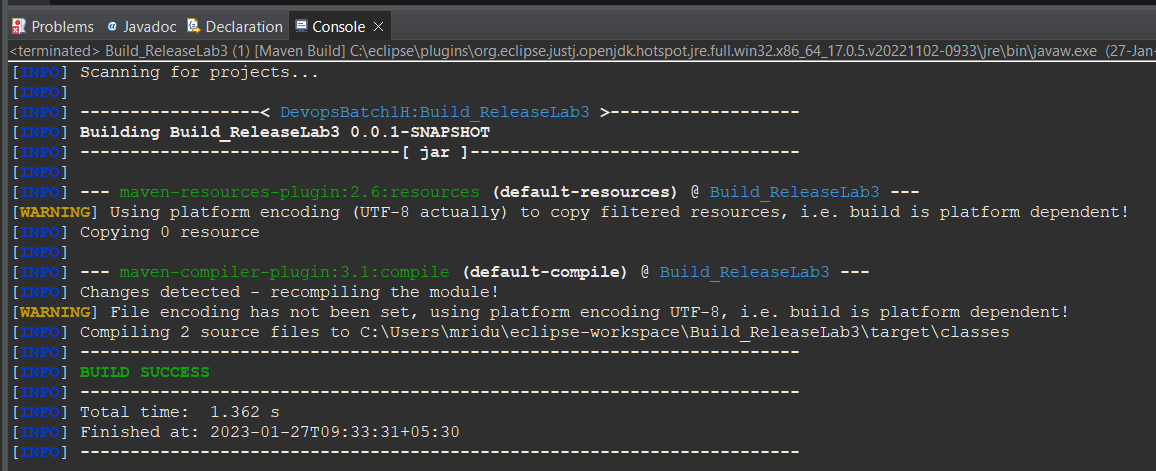 Problems Javadoc Declaration Console
<terminated> Build_ReleaseLab3 (1) [Maven Build] C:\eclipse\plugins\org.eclipse.justj.openjdk.hotspot.jre.full.win32.x86_64_17.0.5.v20221102-0933\jre\bin\javaw.exe (27-Jan-
[INFO] Scanning for projects...
[INFO]
[INFO] ------------------< DevopsBatch1H:Build_ReleaseLab3 >-------------------
[INFO] Building Build_ReleaseLab3 0.0.1-SNAPSHOT
[INFO] --------------------------------[ jar ]---------------------------------
[INFO]
[INFO] --- maven-resources-plugin:2.6:resources (default-resources) @ Build_ReleaseLab3 ---
[WARNING] Using platform encoding (UTF-8 actually) to copy filtered resources, i.e. build is platform dependent!
[INFO] Copying 0 resource
[INFO]
[INFO] --- maven-compiler-plugin:3.1:compile (default-compile) @ Build_ReleaseLab3 ---
[INFO] Changes detected - recompiling the module!
[WARNING] File encoding has not been set, using platform encoding UTF-8, i.e. build is platform dependent!
[INFO] Compiling 2 source files to C:\Users\mridu\eclipse-workspace\Build_ReleaseLab3\target\classes
[INFO] ------------------------------------------------------------------------
[INFO] BUILD SUCCESS
[INFO] ------------------------------------------------------------------------
[INFO] Total time:  1.362 s
[INFO] Finished at: 2023-01-27T09:33:31+05:30
[INFO] ------------------------------------------------------------------------